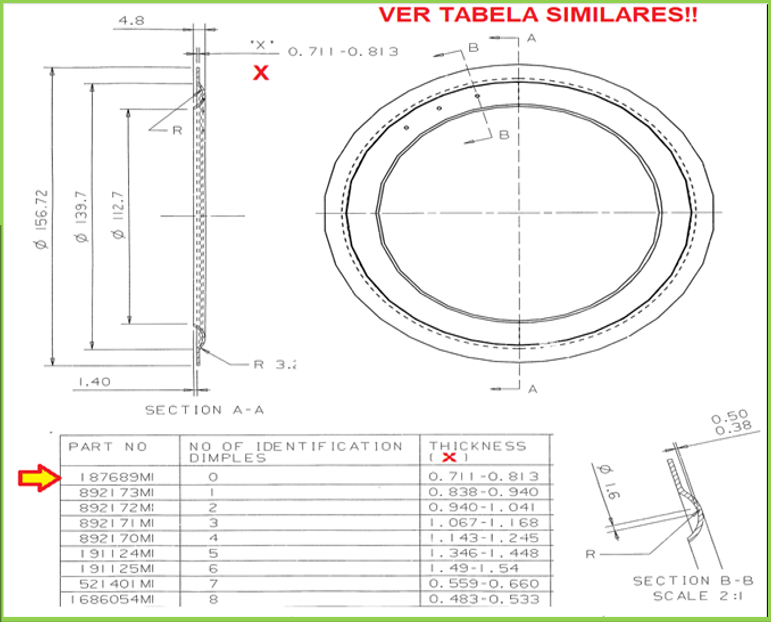 VER TABELA SIMILARES!!
4.8
"X"
0.711-0.813
X
B
A
R
B
Ø 156.72
Ø 139.7
Ø 112.7
R 3.2
1.40
A
SECTION A-A
PART NO NO OF IDENTIFICATION DIMPLES THICKNESS ( X )
187689M1 0 0.711-0.813
892173M1 1 0.838-0.940
892172M1 2 0.940-1.041
892171M1 3 1.067-1.168
892170M1 4 1.143-1.245
191124M1 5 1.346-1.448
191125M1 6 1.49-1.54
521401M1 7 0.559-0.660
1686054M1 8 0.483-0.533
0.50
0.38
Ø 1.6
R
SECTION B-B
SCALE 2:1